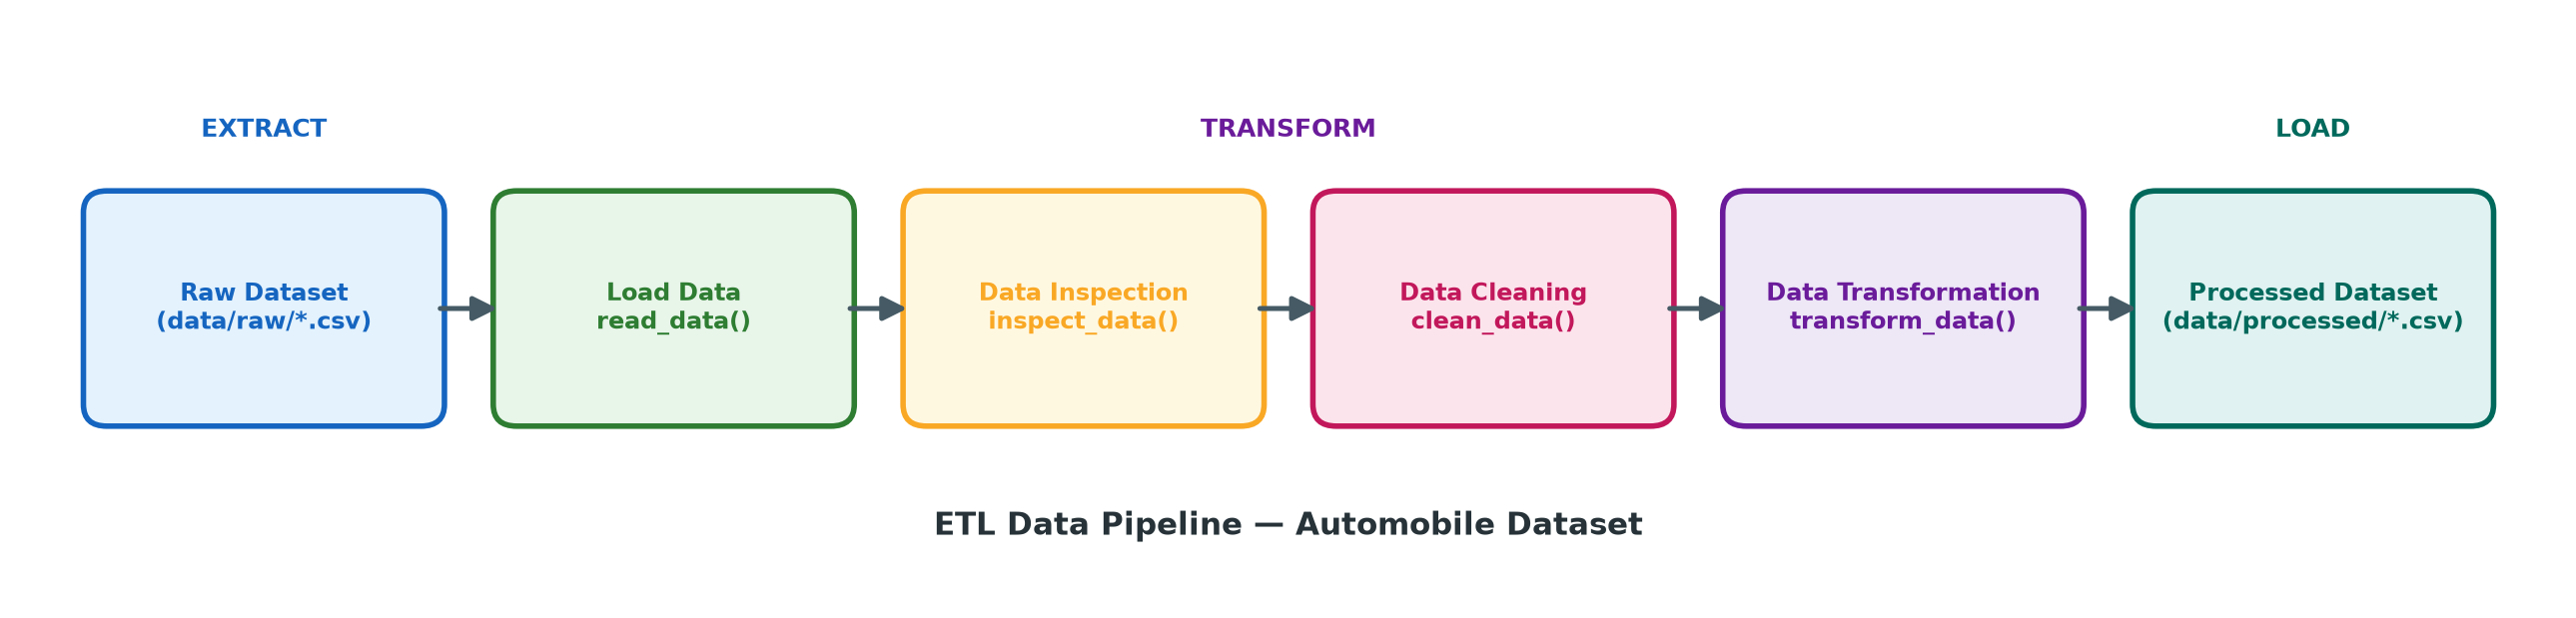 EXTRACT
TRANSFORM
LOAD
Raw Dataset
(data/raw/*.csv)
Load Data
read_data()
Data Inspection
inspect_data()
Data Cleaning
clean_data()
Data Transformation
transform_data()
Processed Dataset
(data/processed/*.csv)
ETL Data Pipeline — Automobile Dataset